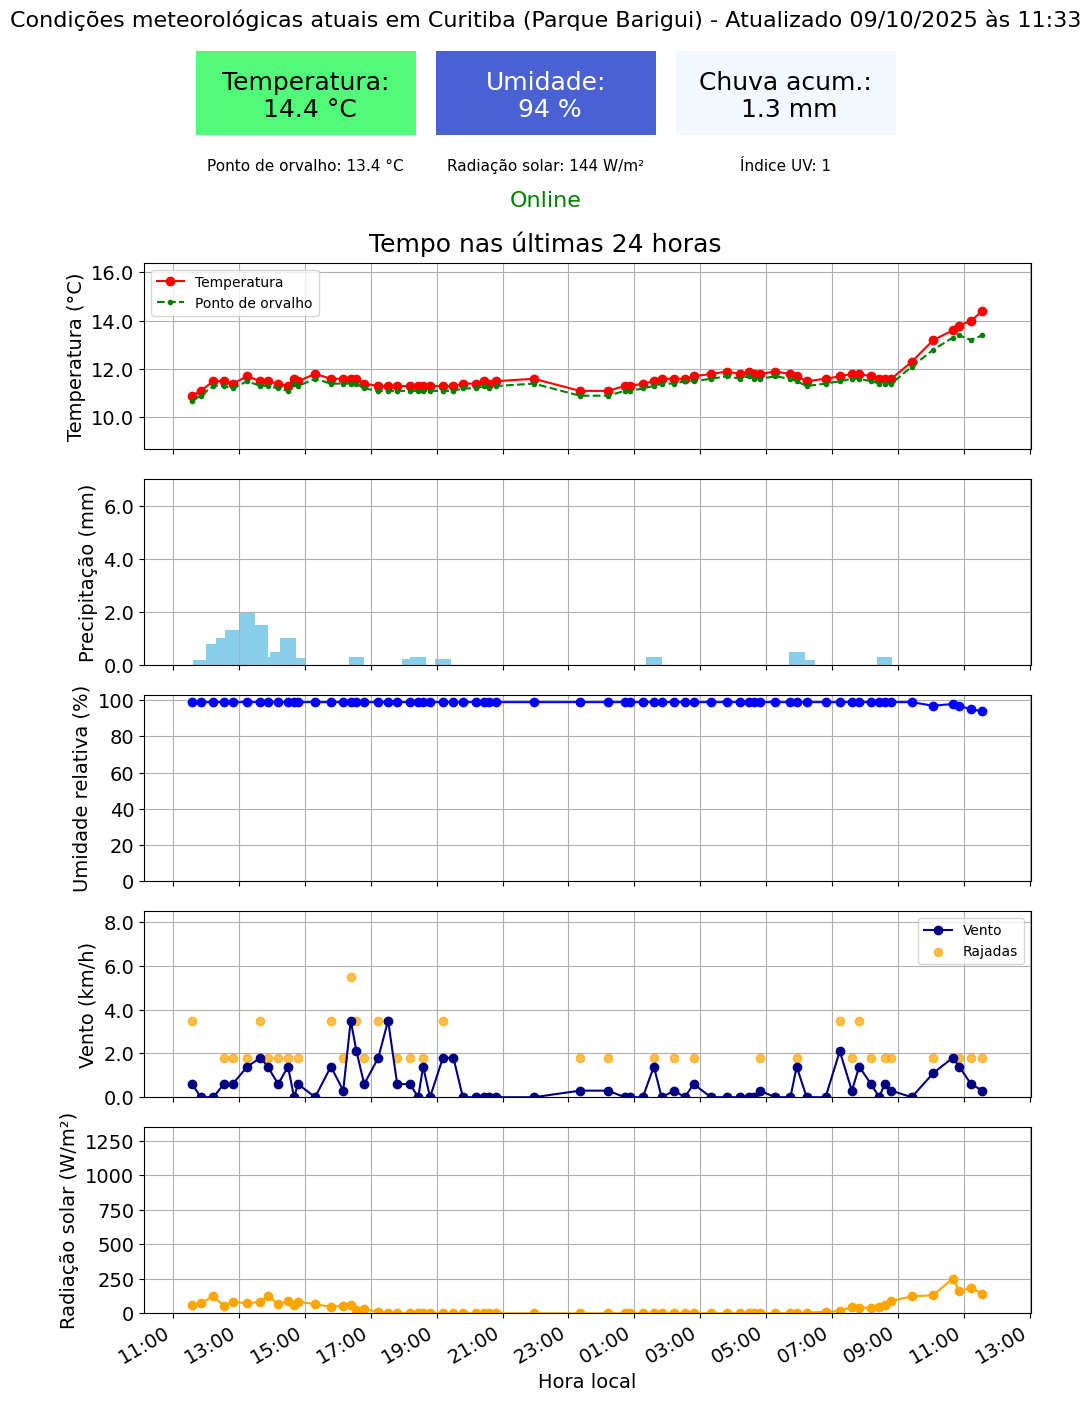 Condições meteorológicas atuais em Curitiba (Parque Barigui) - Atualizado 09/10/2025 às 11:33
Temperatura:
14.4 °C
Umidade:
94 %
Chuva acum.:
1.3 mm
Ponto de orvalho: 13.4 °C
Radiação solar: 144 W/m²
Índice UV: 1
Online
Tempo nas últimas 24 horas
Temperatura (°C)
16.0
14.0
12.0
10.0
Temperatura
Ponto de orvalho
Precipitação (mm)
6.0
4.0
2.0
0.0
Umidade relativa (%)
100
80
60
40
20
0
Vento (km/h)
8.0
6.0
4.0
2.0
0.0
Vento
Rajadas
Radiação solar (W/m²)
1250
1000
750
500
250
0
11:00
13:00
15:00
17:00
19:00
21:00
23:00
01:00
03:00
05:00
07:00
09:00
11:00
13:00
Hora local